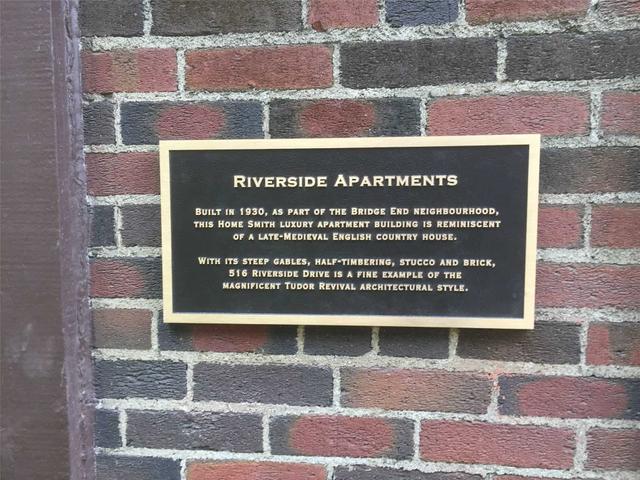 Riverside Apartments
Built in 1930, as part of the Bridge End neighbourhood,
this Home Smith luxury apartment building is reminiscent
of a late-Medieval English country house.
With its steep gables, half-timbering, stucco and brick,
516 Riverside Drive is a fine example of the
magnificent Tudor Revival architectural style.